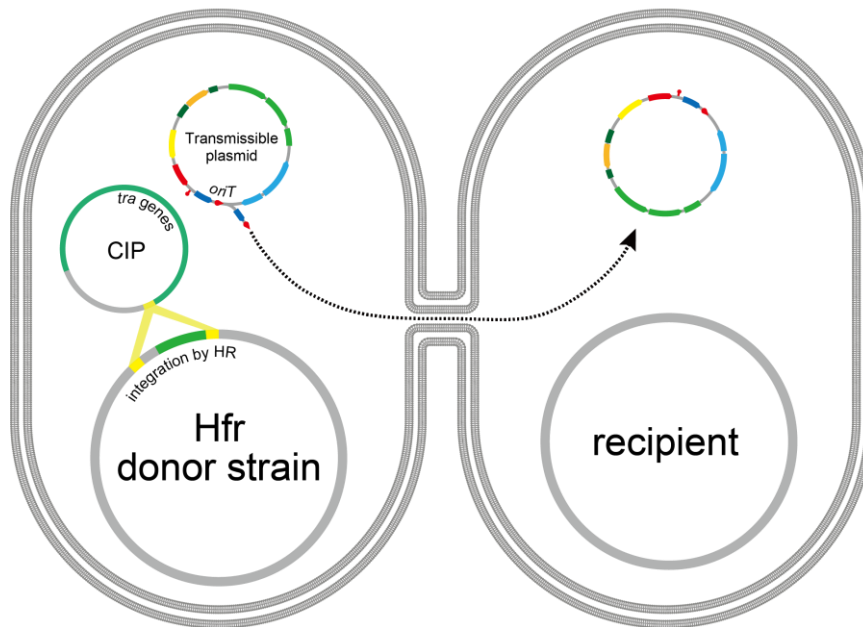 Transmissible
plasmid
oriT
tra genes
CIP
integration by HR
Hfr
donor strain
recipient